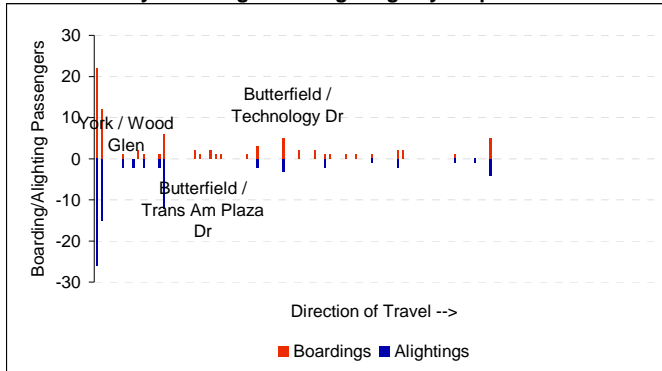 30
20
10
0
-10
-20
-30
Boarding/Alighting Passengers
York / Wood
Glen
Butterfield /
Technology Dr
Butterfield /
Trans Am Plaza
Dr
Direction of Travel -->
Boardings
Alightings